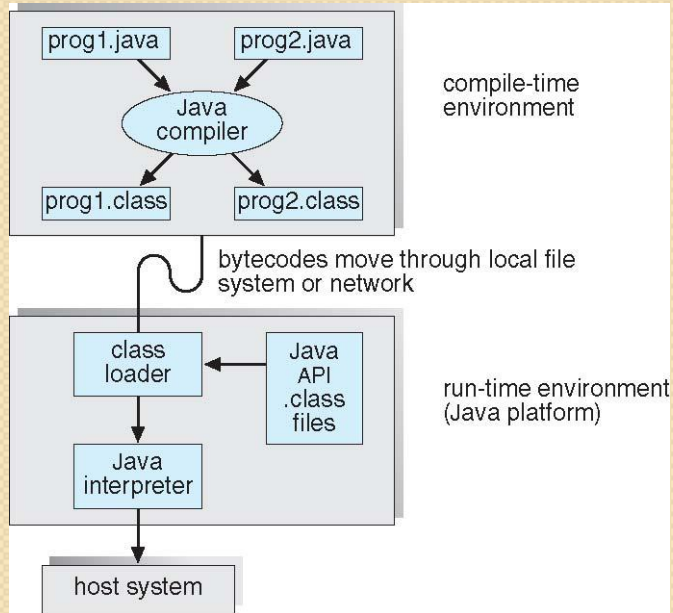 prog1.java
prog2.java
compile-time
environment
Java
compiler
prog1.class
prog2.class
bytecodes move through local file
system or network
class
loader
Java
API
.class
files
run-time environment
(Java platform)
Java
interpreter
host system